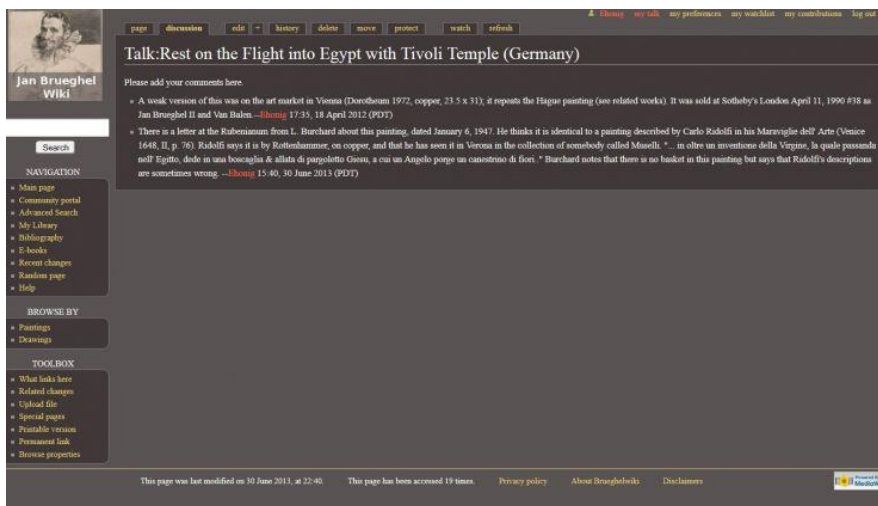 Ehonig my talk my preferences my watchlist my contributions log out
page discussion edit + history delete move protect watch refresh
Talk:Rest on the Flight into Egypt with Tivoli Temple (Germany)
Please add your comments here.
A weak version of this was on the art market in Vienna (Dorotheum 1972, copper, 23.5 x 31); it repeats the Hague painting (see related works). It was sold at Sotheby's London April 11, 1990 #38 as
Jan Brueghel II and Van Balen.--Ehonig 17:35, 18 April 2012 (PDT)
There is a letter at the Rubenianum from L. Burchard about this painting, dated January 6, 1947. He thinks it is identical to a painting described by Carlo Ridolfi in his Maraviglie dell' Arte (Venice
1648, II, p. 76). Ridolfi says it is by Rottenhammer, on copper, and that he has seen it in Verona in the collection of somebody called Muselli. "... in oltre un inventione della Virgine, la quale passanda
nell' Egitto, dede in una boscaglia & allata di pargoletto Giesu, a cui un Angelo porge un canestrino di fiori. " Burchard notes that there is no basket in this painting but says that Ridolfi's descriptions
are sometimes wrong. --Ehonig 15:40, 30 June 2013 (PDT)
Jan Brueghel
Wiki
Search
NAVIGATION
Main page
Community portal
Advanced Search
My Library
Bibliography
E-books
Recent changes
Random page
Help
BROWSE BY
Paintings
Drawings
TOOLBOX
What links here
Related changes
Upload file
Special pages
Printable version
Permanent link
Browse properties
This page was last modified on 30 June 2013, at 22:40. This page has been accessed 19 times. Privacy policy About Brueghelwiki Disclaimers